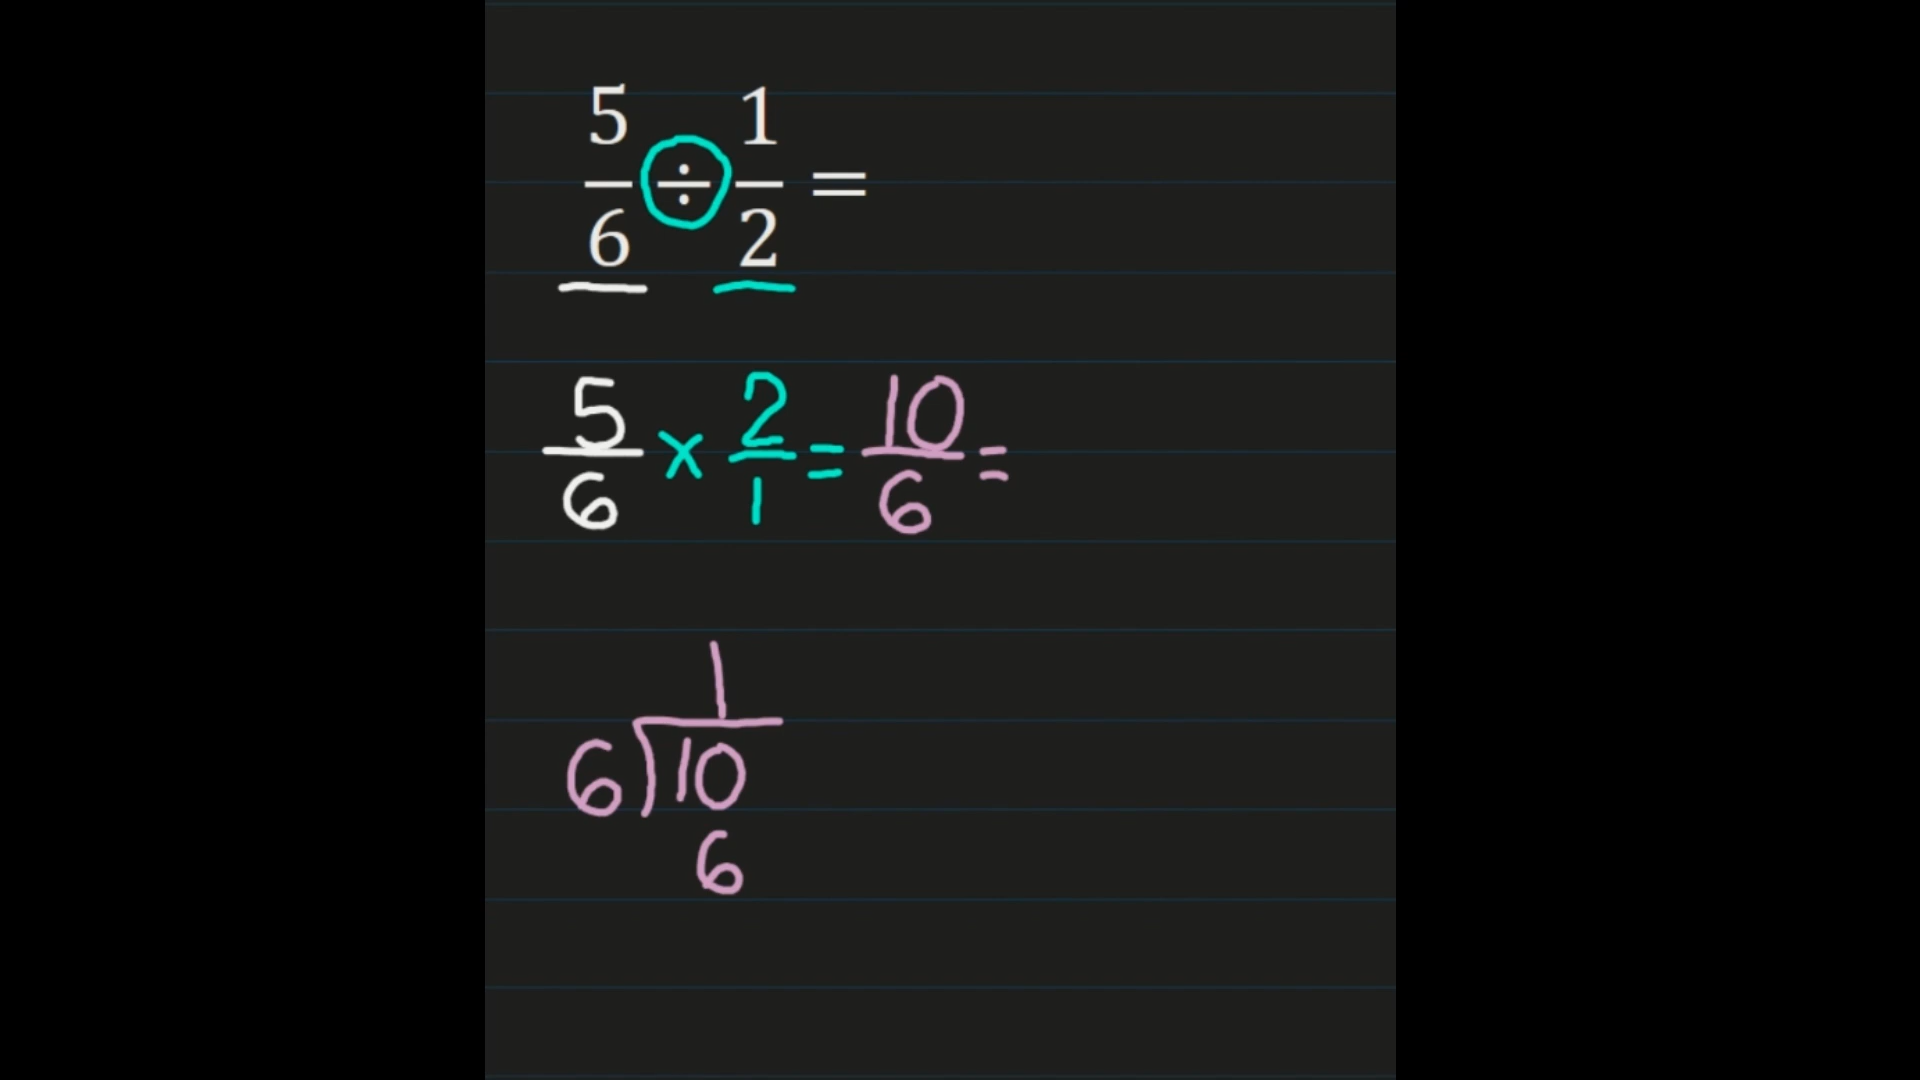 5/6 ÷ 1/2 =
5/6 × 2/1 = 10/6 =
1
6)10
6